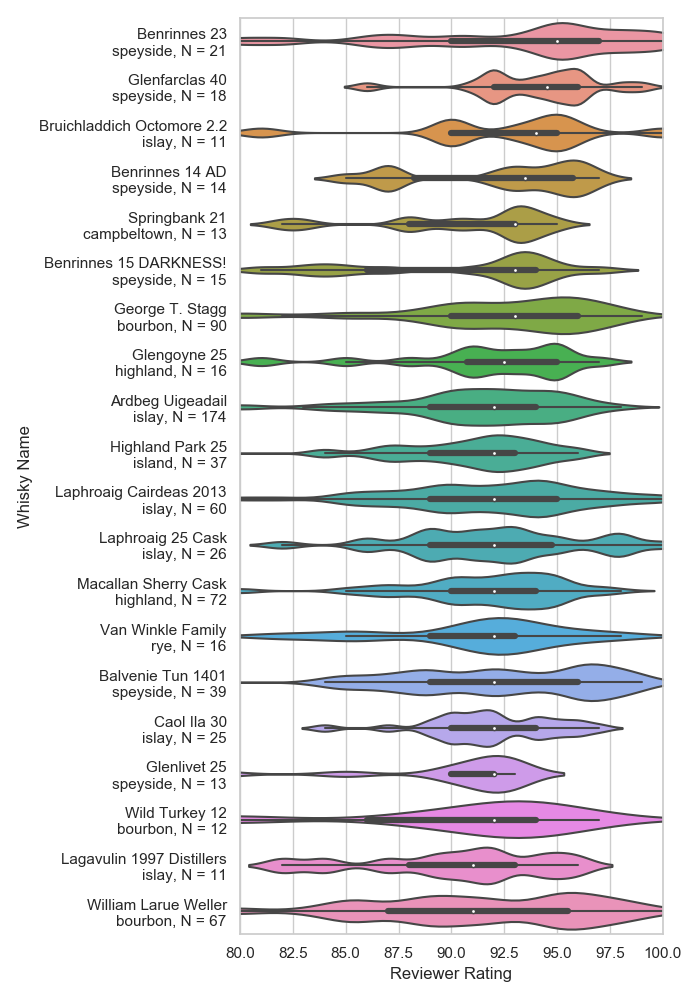 Benrinnes 23
speyside, N = 21
Glenfarclas 40
speyside, N = 18
Bruichladdich Octomore 2.2
islay, N = 11
Benrinnes 14 AD
speyside, N = 14
Springbank 21
campbeltown, N = 13
Benrinnes 15 DARKNESS!
speyside, N = 15
George T. Stagg
bourbon, N = 90
Glengoyne 25
highland, N = 16
Ardbeg Uigeadail
islay, N = 174
Highland Park 25
island, N = 37
Laphroaig Cairdeas 2013
islay, N = 60
Laphroaig 25 Cask
islay, N = 26
Macallan Sherry Cask
highland, N = 72
Van Winkle Family
rye, N = 16
Balvenie Tun 1401
speyside, N = 39
Caol Ila 30
islay, N = 25
Glenlivet 25
speyside, N = 13
Wild Turkey 12
bourbon, N = 12
Lagavulin 1997 Distillers
islay, N = 11
William Larue Weller
bourbon, N = 67
Whisky Name
80.0 82.5 85.0 87.5 90.0 92.5 95.0 97.5 100.0
Reviewer Rating